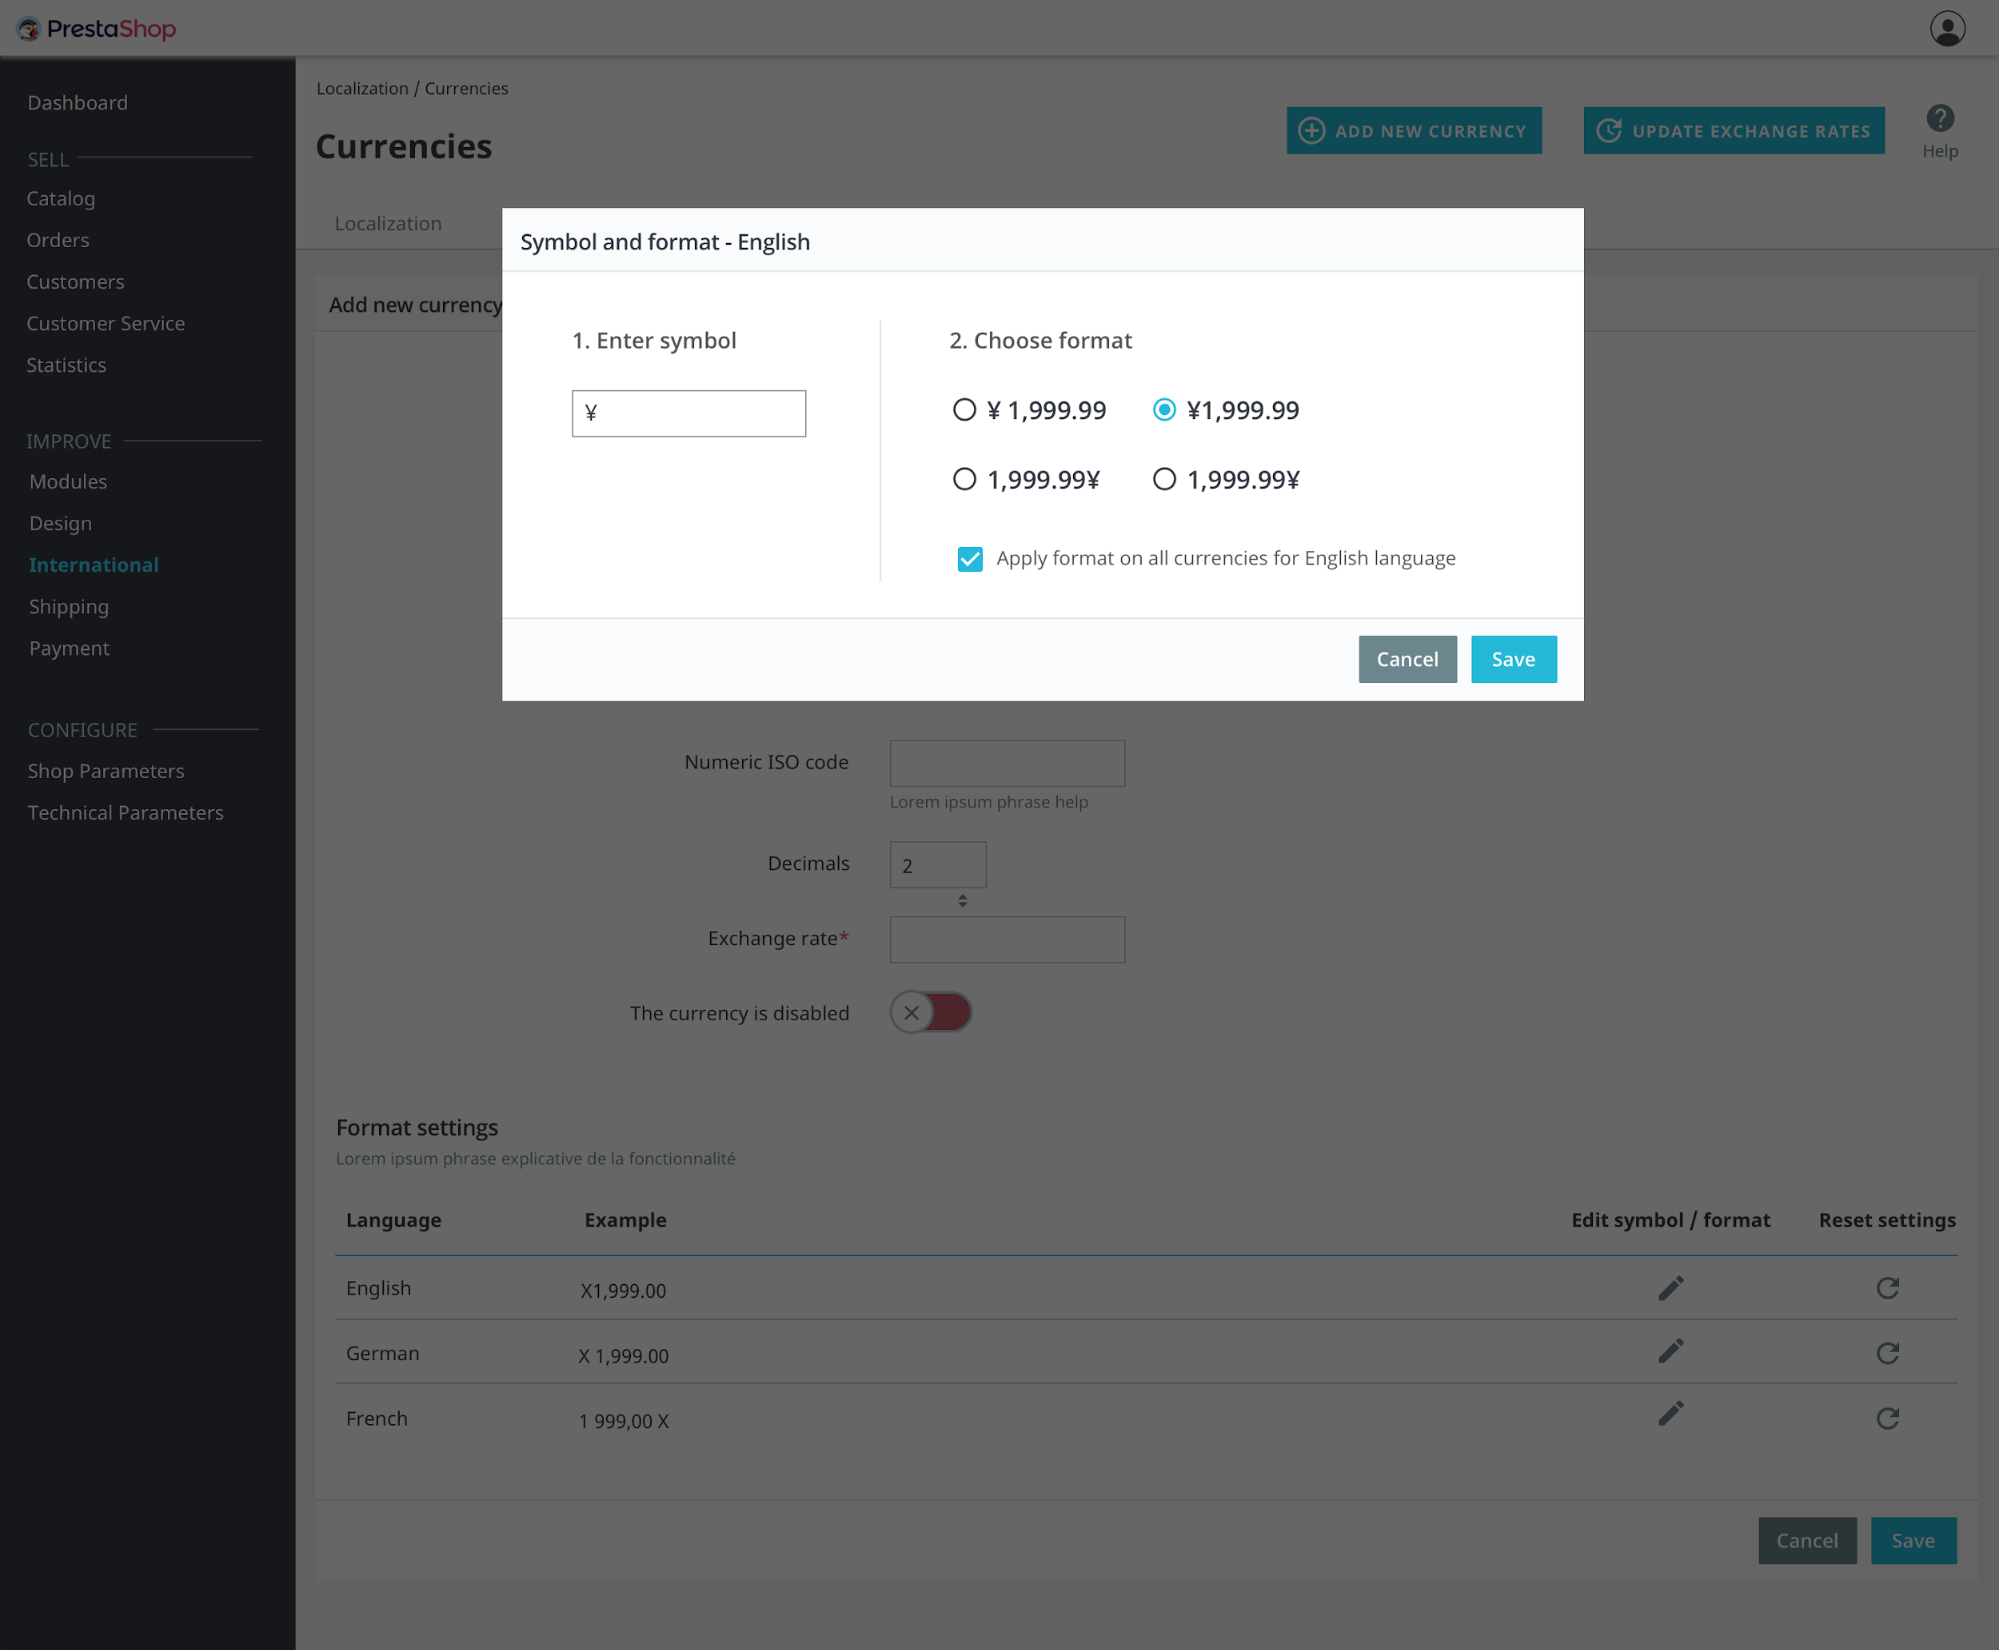 PrestaShop
Dashboard
SELL
Catalog
Orders
Customers
Customer Service
Statistics
IMPROVE
Modules
Design
International
Shipping
Payment
CONFIGURE
Shop Parameters
Technical Parameters
Localization / Currencies
Currencies
ADD NEW CURRENCY
UPDATE EXCHANGE RATES
Help
Localization
Add new currency
Symbol and format - English
1. Enter symbol
¥
2. Choose format
¥ 1,999.99
¥1,999.99
1,999.99¥
1,999.99¥
Apply format on all currencies for English language
Cancel
Save
Numeric ISO code
Lorem ipsum phrase help
Decimals
2
Exchange rate*
The currency is disabled
Format settings
Lorem ipsum phrase explicative de la fonctionnalité
Language Example Edit symbol / format Reset settings
English X1,999.00
German X 1,999.00
French 1 999,00 X
Cancel
Save